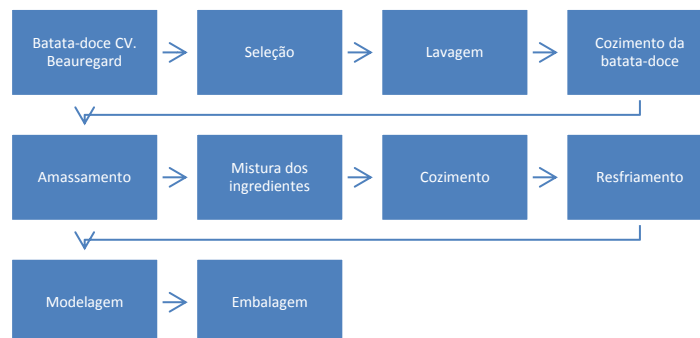 Batata-doce CV.
Beauregard
Seleção
Lavagem
Cozimento da
batata-doce
Amassamento
Mistura dos
ingredientes
Cozimento
Resfriamento
Modelagem
Embalagem